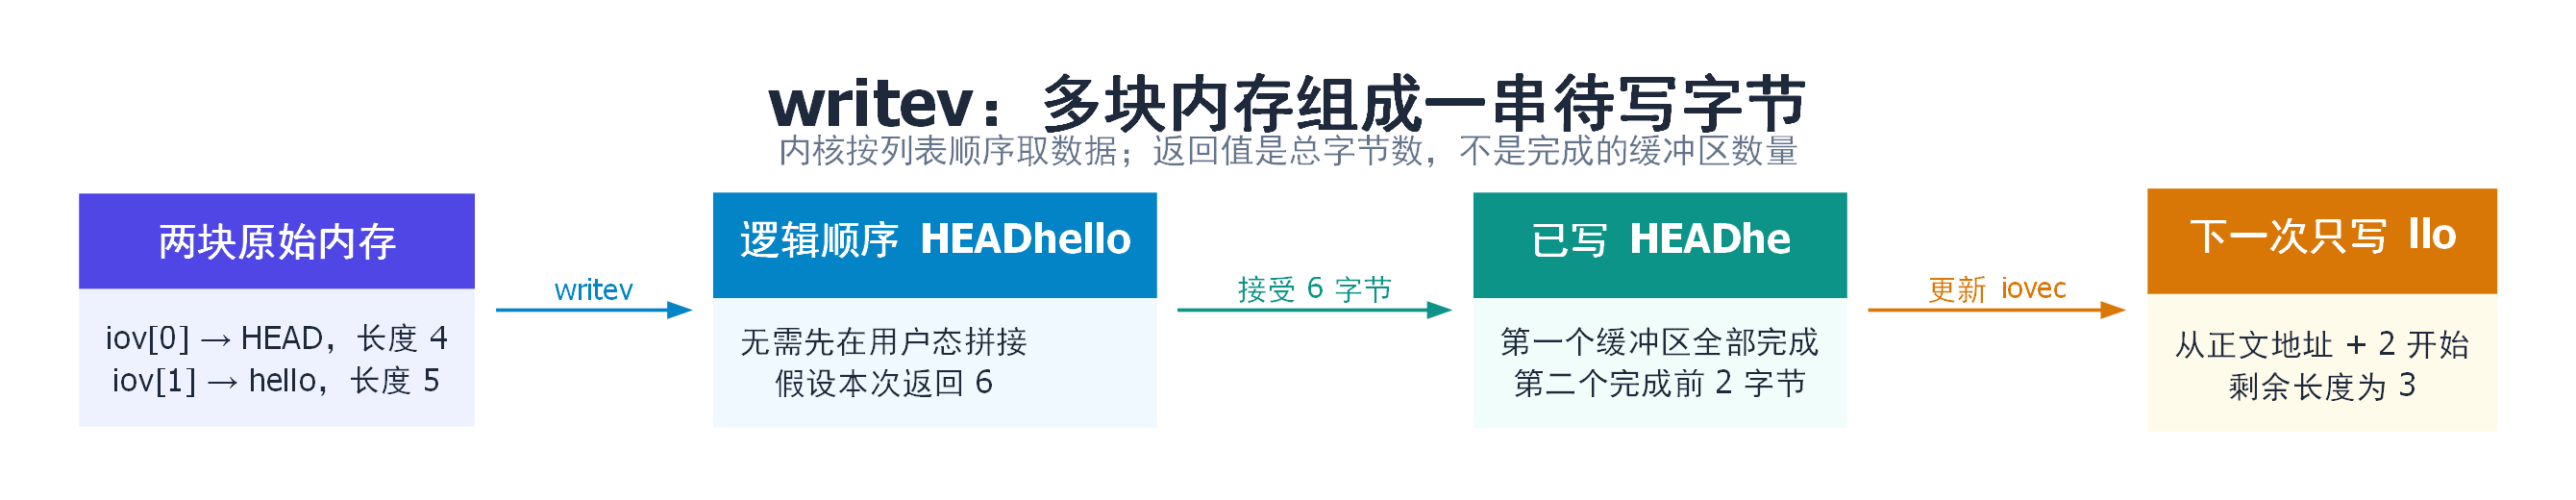 writev：多块内存组成一串待写字节
内核按列表顺序取数据；返回值是总字节数，不是完成的缓冲区数量
两块原始内存
iov[0] → HEAD，长度 4
iov[1] → hello，长度 5
writev
逻辑顺序 HEADhello
无需先在用户态拼接
假设本次返回 6
接受 6 字节
已写 HEADhe
第一个缓冲区全部完成
第二个完成前 2 字节
更新 iovec
下一次只写 llo
从正文地址 + 2 开始
剩余长度为 3